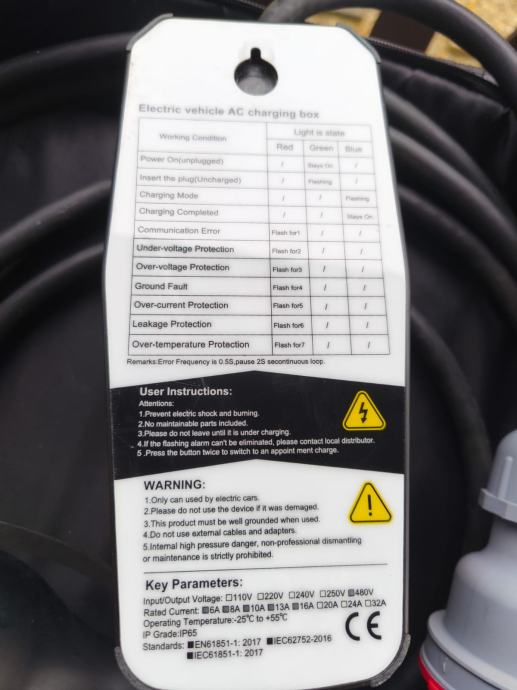 Electric vehicle AC charging box
Working Condition Light is state
Red Green Blue
Power On(unplugged) / Stays On /
Insert the plug(Uncharged) / Flashing /
Charging Mode / / Flashing
Charging Completed / / Stays On
Communication Error Flash for1 / /
Under-voltage Protection Flash for2 / /
Over-voltage Protection Flash for3 / /
Ground Fault Flash for4 / /
Over-current Protection Flash for5 / /
Leakage Protection Flash for6 / /
Over-temperature Protection Flash for7 / /
Remarks:Error Frequency is 0.5S,pause 2S secontinuous loop.
User Instructions:
Attentions:
1.Prevent electric shock and burning.
2.No maintainable parts included.
3.Please do not leave until it is under charging.
4.If the flashing alarm can't be eliminated, please contact local distributor.
5 .Press the button twice to switch to an appoint ment charge.
WARNING:
1.Only can used by electric cars.
2.Please do not use the device if it was damaged.
3.This product must be well grounded when used.
4.Do not use external cables and adapters.
5.Internal high pressure danger, non-professional dismantling
or maintenance is strictly prohibited.
Key Parameters:
Input/Output Voltage: □110V □220V □240V □250V ■480V
Rated Current: ■6A ■8A ■10A ■13A ■16A □20A □24A □32A
Operating Temperature:-25℃ to +55℃
IP Grade:IP65
Standards: ■EN61851-1: 2017 ■IEC62752-2016
■IEC61851-1: 2017
CE